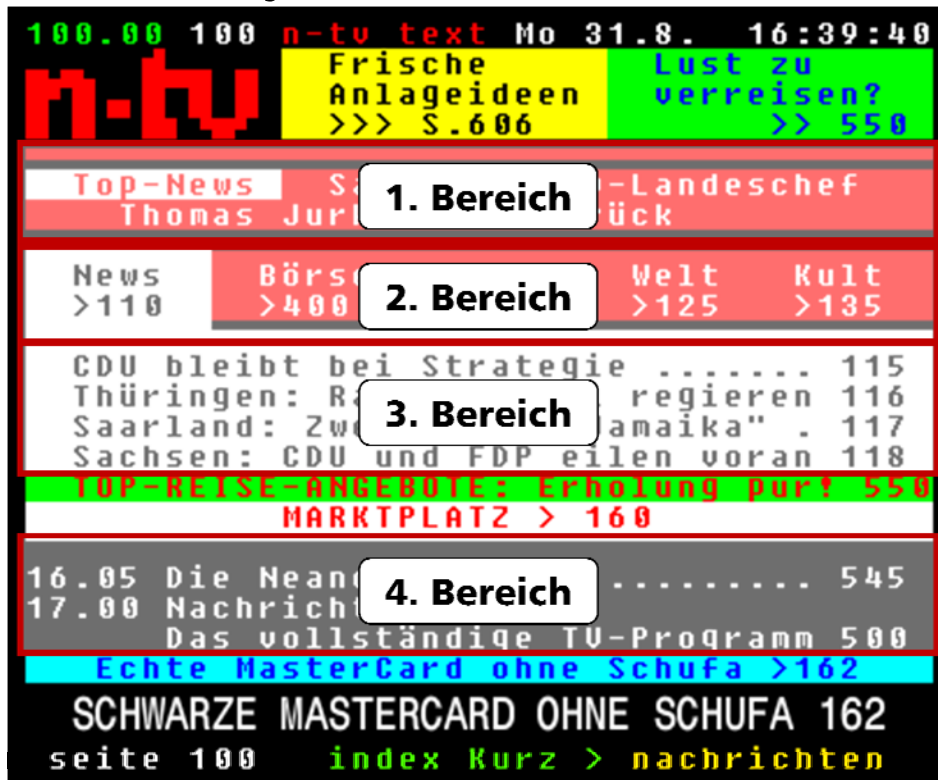 100.00 100 n-tv text Mo 31.8. 16:39:40
n-tv
Frische
Anlageideen
>>> S.606
Lust zu
verreisen?
>> 550
Top-News -Landeschef
Thomas
1. Bereich
News Welt Kult
>110 >400 >125 >135
2. Bereich
CDU bleibt bei Strategie ....... 115
Thüringen: regieren 116
Saarland: . 117
Sachsen: CDU und FDP eilen voran 118
3. Bereich
TOP-REISE-ANGEBOTE: Erholung pur! 550
MARKTPLATZ > 160
16.05 Die ......... 545
17.00
Das vollständige TV-Programm 500
4. Bereich
Echte MasterCard ohne Schufa >162
SCHWARZE MASTERCARD OHNE SCHUFA 162
seite 100 index Kurz > nachrichten